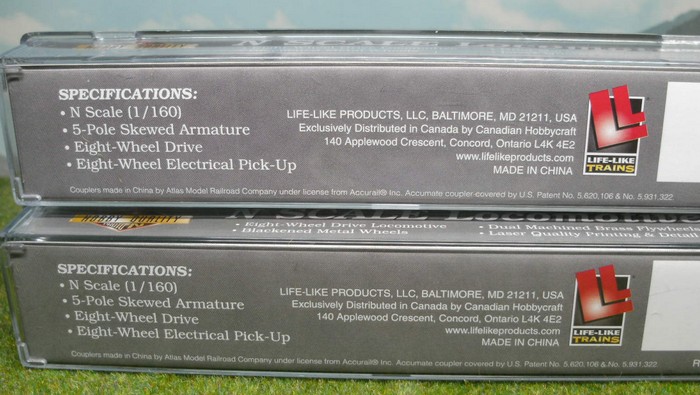 N SCALE
SPECIFICATIONS:
• N Scale (1/160)
• 5-Pole Skewed Armature
• Eight-Wheel Drive
• Eight-Wheel Electrical Pick-Up
LIFE-LIKE PRODUCTS, LLC, BALTIMORE, MD 21211, USA
Exclusively Distributed in Canada by Canadian Hobbycraft
140 Applewood Crescent, Concord, Ontario L4K 4E2
www.lifelikeproducts.com
MADE IN CHINA
LIFE-LIKE
TRAINS
Couplers made in China by Atlas Model Railroad Company under license from Accurail® Inc. Accumate coupler covered by U.S. Patent No. 5,620,106 & No. 5,931,322
HOBBY QUALITY
N SCALE Locomotive
• Eight-Wheel Drive Locomotive
• Blackened Metal Wheels
• Dual Machined Brass Flywheels
• Laser Quality Printing & Detail
SPECIFICATIONS:
• N Scale (1/160)
• 5-Pole Skewed Armature
• Eight-Wheel Drive
• Eight-Wheel Electrical Pick-Up
LIFE-LIKE PRODUCTS, LLC, BALTIMORE, MD 21211, USA
Exclusively Distributed in Canada by Canadian Hobbycraft
140 Applewood Crescent, Concord, Ontario L4K 4E2
www.lifelikeproducts.com
MADE IN CHINA
LIFE-LIKE
TRAINS
Couplers made in China by Atlas Model Railroad Company under license from Accurail® Inc. Accumate coupler covered by U.S. Patent No. 5,620,106 & No. 5,931,322
R